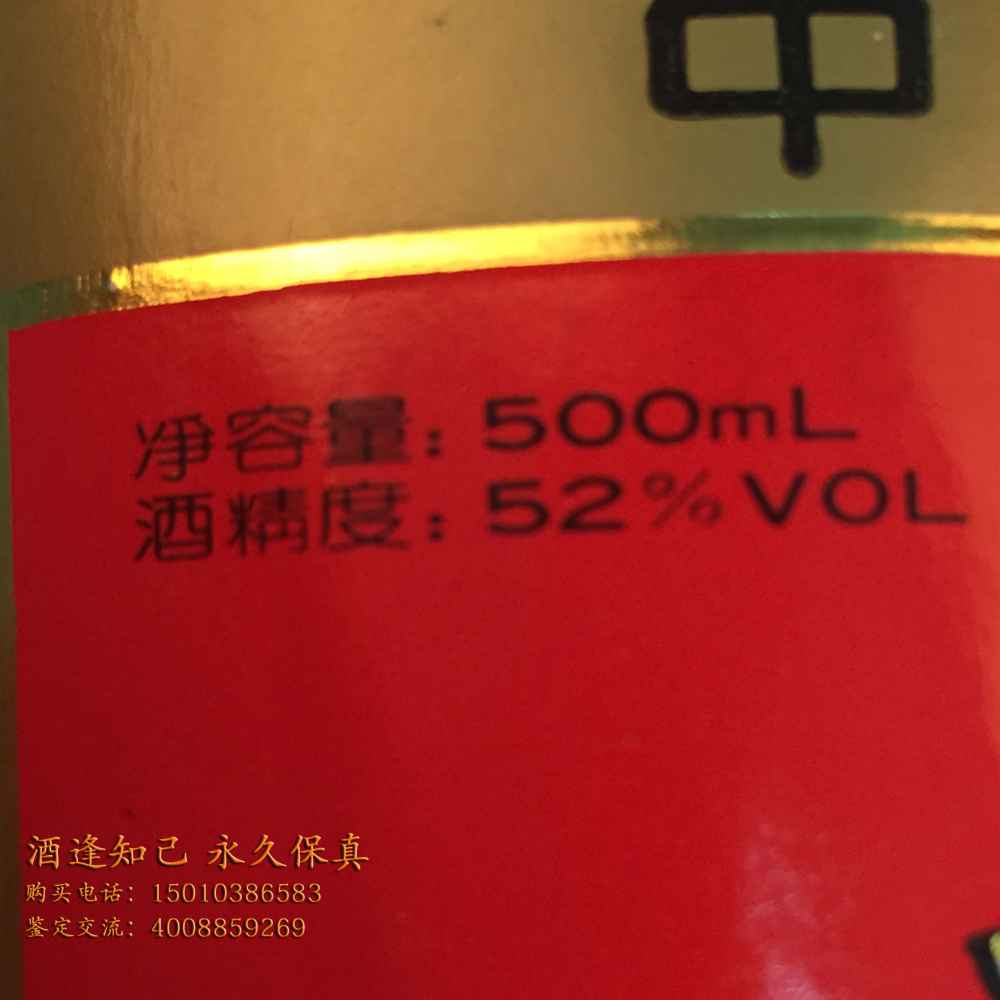 中
净容量: 500mL
酒精度: 52%VOL
酒逢知己 永久保真
购买电话: 15010386583
鉴定交流: 4008859269